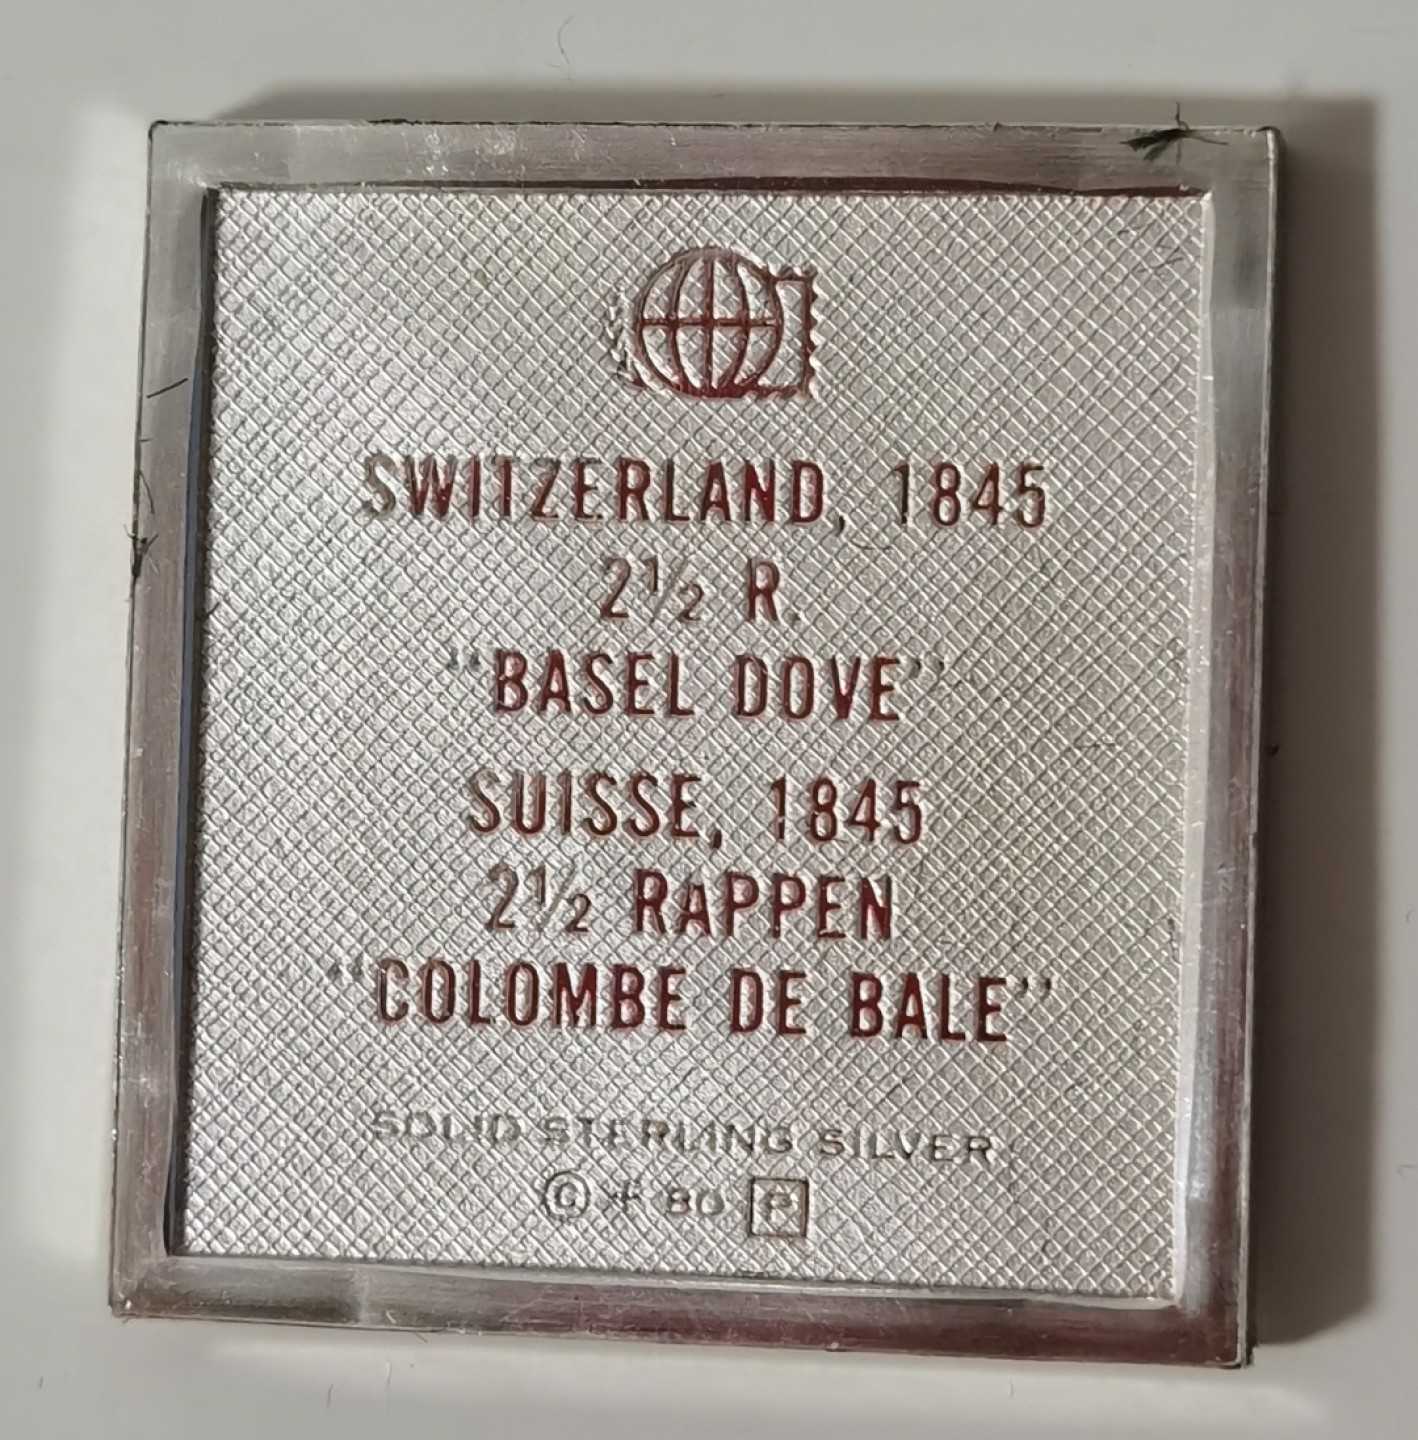 SWITZERLAND, 1845
2½ R.
"BASEL DOVE"
SUISSE, 1845
2½ RAPPEN
"COLOMBE DE BALE"
SOLID STERLING SILVER
© 80 P